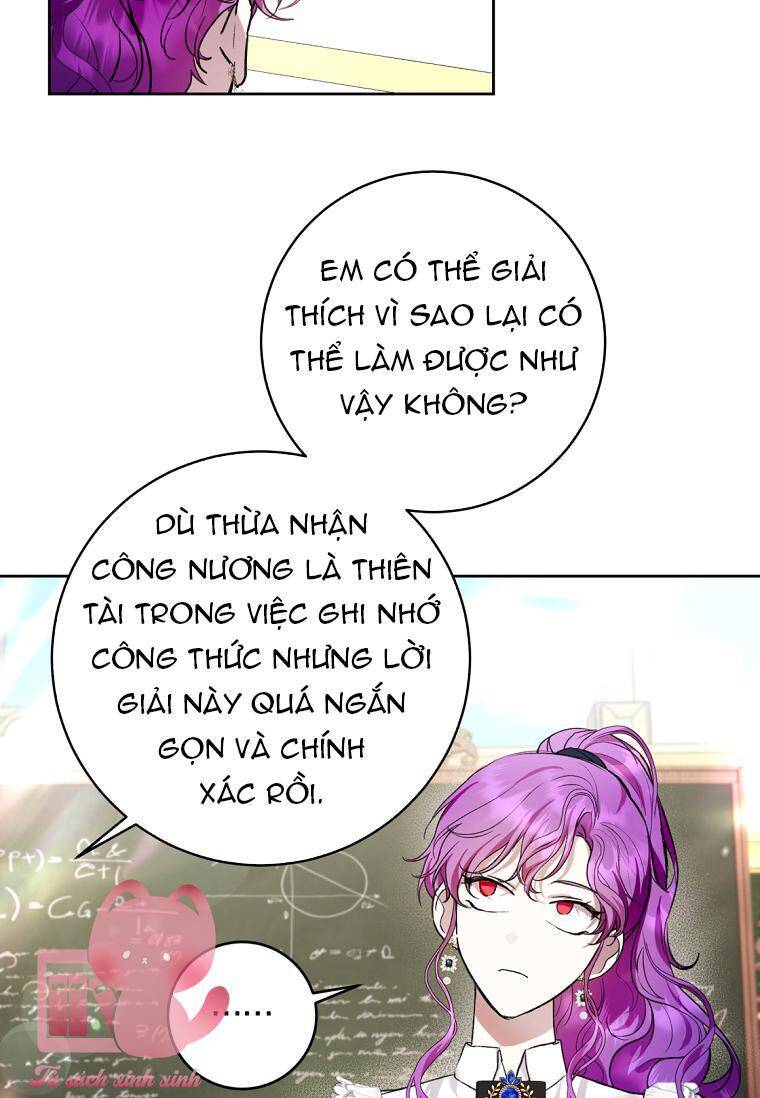 EM CÓ THỂ GIẢI
THÍCH VÌ SAO LẠI CÓ
THỂ LÀM ĐƯỢC NHƯ
VẬY KHÔNG?
DÙ THỪA NHẬN
CÔNG NƯƠNG LÀ THIÊN
TÀI TRONG VIỆC GHI NHỚ
CÔNG THỨC NHƯNG LỜI
GIẢI NÀY QUÁ NGẮN
GỌN VÀ CHÍNH
XÁC RỒI.
......
Tủ sách xinh xinh